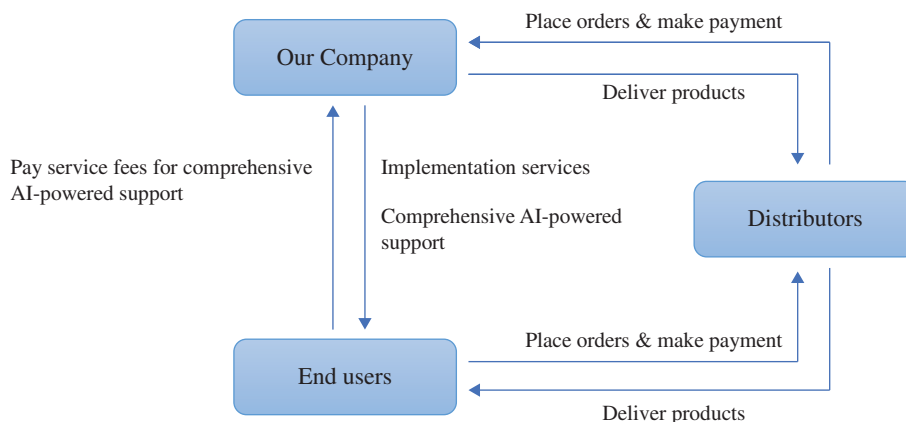 Place orders & make payment
Our Company
Deliver products
Pay service fees for comprehensive
AI-powered support
Implementation services
Comprehensive AI-powered
support
Distributors
Place orders & make payment
End users
Deliver products